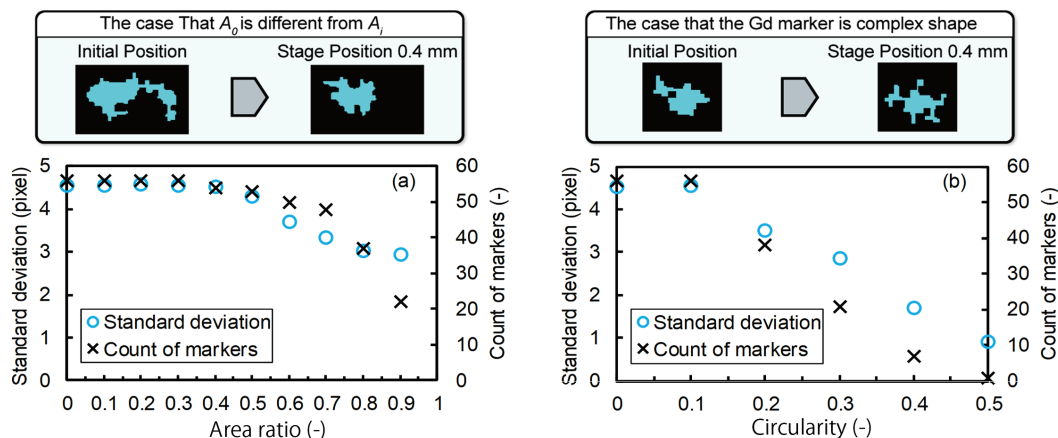 The case That A₀ is different from Aᵢ
Initial Position
Stage Position 0.4 mm
5
4
3
2
1
0
Standard deviation (pixel)
(a)
Standard deviation
Count of markers
60
50
40
30
20
10
0
Count of markers (-)
0 0.1 0.2 0.3 0.4 0.5 0.6 0.7 0.8 0.9 1
Area ratio (-)
The case that the Gd marker is complex shape
Initial Position
Stage Position 0.4 mm
5
4
3
2
1
0
Standard deviation (pixel)
(b)
Standard deviation
Count of markers
60
50
40
30
20
10
0
Count of markers (-)
0 0.1 0.2 0.3 0.4 0.5
Circularity (-)